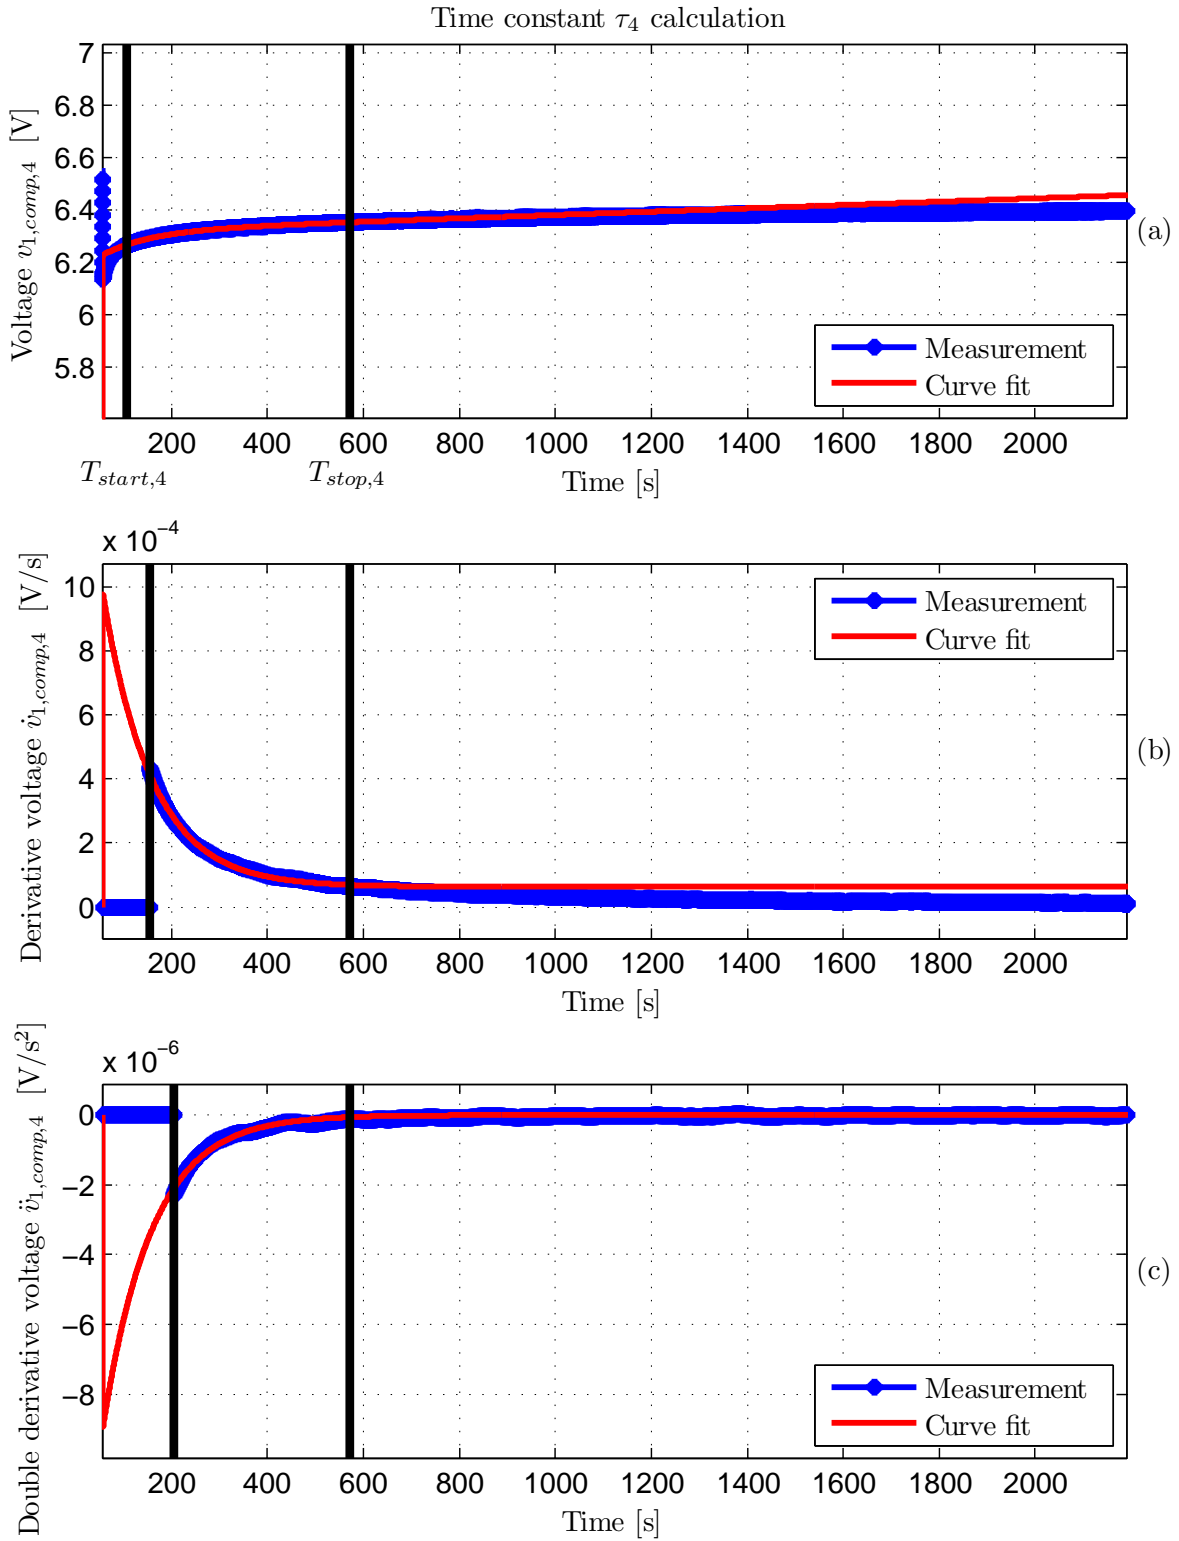 Time constant τ4 calculation
Voltage v1,comp,4 [V]
7
6.8
6.6
6.4
6.2
6
5.8
(a)
Measurement
Curve fit
200 400 600 800 1000 1200 1400 1600 1800 2000
Tstart,4 Tstop,4
Time [s]
x 10−4
Derivative voltage v̇1,comp,4 [V/s]
10
8
6
4
2
0
(b)
Measurement
Curve fit
200 400 600 800 1000 1200 1400 1600 1800 2000
Time [s]
x 10−6
Double derivative voltage v̈1,comp,4 [V/s2]
0
−2
−4
−6
−8
(c)
Measurement
Curve fit
200 400 600 800 1000 1200 1400 1600 1800 2000
Time [s]